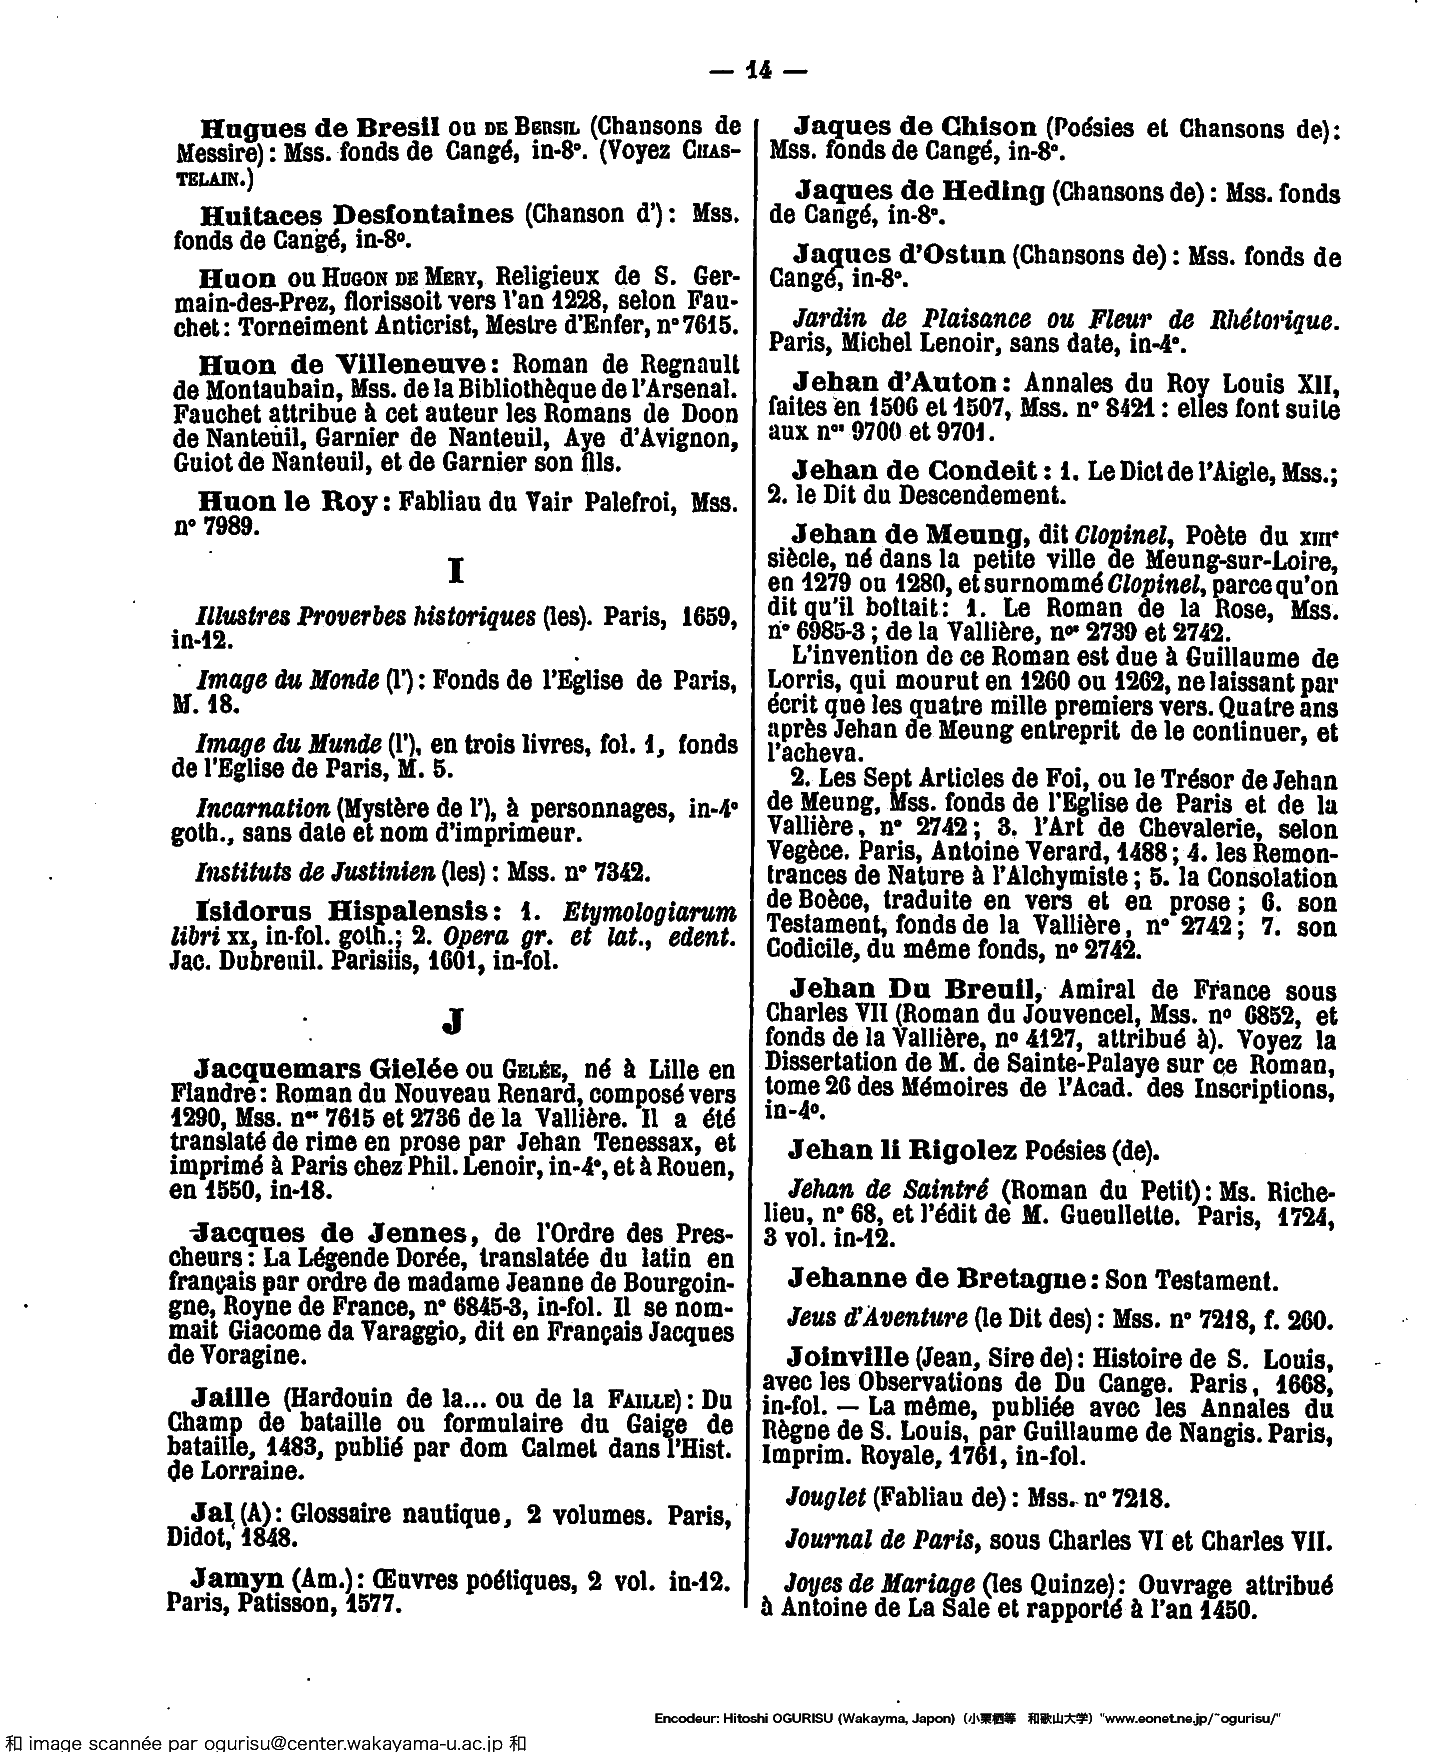 — 14 —
Hugues de Bresil ou DE BERSIL (Chansons de
Messire) : Mss. fonds de Cangé, in-8°. (Voyez CHAS-
TELAIN.)
Huitaces Desfontaines (Chanson d') : Mss.
fonds de Cangé, in-8°.
Huon ou HUGON DE MERY, Religieux de S. Ger-
main-des-Prez, florissoit vers l'an 1228, selon Fau-
chet : Torneiment Anticrist, Mestre d'Enfer, n° 7615.
Huon de Villeneuve : Roman de Regnault
de Montaubain, Mss. de la Bibliothèque de l'Arsenal.
Fauchet attribue à cet auteur les Romans de Doon
de Nanteuil, Garnier de Nanteuil, Aye d'Avignon,
Guiot de Nanteuil, et de Garnier son fils.
Huon le Roy : Fabliau du Vair Palefroi, Mss.
n° 7989.
I
Illustres Proverbes historiques (les). Paris, 1659,
in-12.
Image du Monde (l') : Fonds de l'Eglise de Paris,
M. 18.
Image du Munde (l'), en trois livres, fol. 1, fonds
de l'Eglise de Paris, M. 5.
Incarnation (Mystère de l'), à personnages, in-4°
goth., sans date et nom d'imprimeur.
Instituts de Justinien (les) : Mss. n° 7342.
Isidorus Hispalensis : 1. Etymologiarum
libri XX, in-fol. goth.; 2. Opera gr. et lat., edent.
Jac. Dubreuil. Parisiis, 1601, in-fol.
J
Jacquemars Gielée ou GELÉE, né à Lille en
Flandre : Roman du Nouveau Renard, composé vers
1290, Mss. nos 7615 et 2736 de la Vallière. Il a été
translaté de rime en prose par Jehan Tenessax, et
imprimé à Paris chez Phil. Lenoir, in-4°, et à Rouen,
en 1550, in-18.
Jacques de Jennes, de l'Ordre des Pres-
cheurs : La Légende Dorée, translatée du latin en
français par ordre de madame Jeanne de Bourgoin-
gne, Royne de France, n° 6845-3, in-fol. Il se nom-
mait Giacome da Varaggio, dit en Français Jacques
de Voragine.
Jaille (Hardouin de la... ou de la FAILLE) : Du
Champ de bataille ou formulaire du Gaige de
bataille, 1483, publié par dom Calmet dans l'Hist.
de Lorraine.
Jal (A) : Glossaire nautique, 2 volumes. Paris,
Didot, 1848.
Jamyn (Am.) : Œuvres poétiques, 2 vol. in-12.
Paris, Patisson, 1577.
Jaques de Chison (Poésies et Chansons de) :
Mss. fonds de Cangé, in-8°.
Jaques de Heding (Chansons de) : Mss. fonds
de Cangé, in-8°.
Jaques d'Ostun (Chansons de) : Mss. fonds de
Cangé, in-8°.
Jardin de Plaisance ou Fleur de Rhétorique.
Paris, Michel Lenoir, sans date, in-4°.
Jehan d'Auton : Annales du Roy Louis XII,
faites en 1506 et 1507, Mss. n° 8421 : elles font suite
aux nos 9700 et 9701.
Jehan de Condeit : 1. Le Dict de l'Aigle, Mss.;
2. le Dit du Descendement.
Jehan de Meung, dit Clopinel, Poète du XIIIe
siècle, né dans la petite ville de Meung-sur-Loire,
en 1279 ou 1280, et surnommé Clopinel, parce qu'on
dit qu'il bottait : 1. Le Roman de la Rose, Mss.
n° 6985-3 ; de la Vallière, nos 2739 et 2742.
L'invention de ce Roman est due à Guillaume de
Lorris, qui mourut en 1260 ou 1262, ne laissant par
écrit que les quatre mille premiers vers. Quatre ans
après Jehan de Meung entreprit de le continuer, et
l'acheva.
2. Les Sept Articles de Foi, ou le Trésor de Jehan
de Meung, Mss. fonds de l'Eglise de Paris et de la
Vallière, n° 2742 ; 3. l'Art de Chevalerie, selon
Vegèce. Paris, Antoine Verard, 1488 ; 4. les Remon-
trances de Nature à l'Alchymiste ; 5. la Consolation
de Boèce, traduite en vers et en prose ; 6. son
Testament, fonds de la Vallière, n° 2742 ; 7. son
Codicile, du même fonds, n° 2742.
Jehan Du Breuil, Amiral de France sous
Charles VII (Roman du Jouvencel, Mss. n° 6852, et
fonds de la Vallière, n° 4127, attribué à). Voyez la
Dissertation de M. de Sainte-Palaye sur ce Roman,
tome 26 des Mémoires de l'Acad. des Inscriptions,
in-4°.
Jehan li Rigolez Poésies (de).
Jehan de Saintré (Roman du Petit) : Ms. Riche-
lieu, n° 68, et l'édit de M. Gueullette. Paris, 1724,
3 vol. in-12.
Jehanne de Bretagne : Son Testament.
Jeus d'Aventure (le Dit des) : Mss. n° 7218, f. 260.
Joinville (Jean, Sire de) : Histoire de S. Louis,
avec les Observations de Du Cange. Paris, 1668,
in-fol. — La même, publiée avec les Annales du
Règne de S. Louis, par Guillaume de Nangis. Paris,
Imprim. Royale, 1761, in-fol.
Jouglet (Fabliau de) : Mss. n° 7218.
Journal de Paris, sous Charles VI et Charles VII.
Joyes de Mariage (les Quinze) : Ouvrage attribué
à Antoine de La Sale et rapporté à l'an 1450.
Encodeur: Hitoshi OGURISU (Wakayma, Japon) (小栗栖等 和歌山大学) "www.eonet.ne.jp/~ogurisu/"
和 image scannée par ogurisu@center.wakayama-u.ac.jp 和